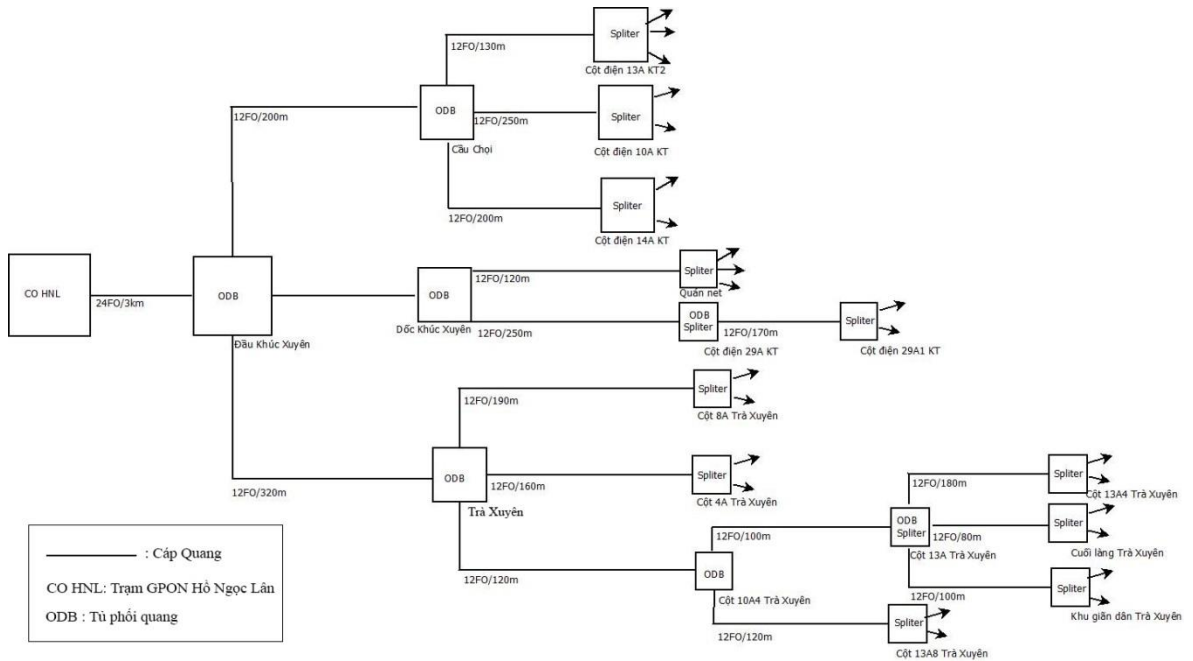 Spliter
12FO/130m
Cột điện 13A KT2
ODB
12FO/200m
12FO/250m
Spliter
Cầu Chọi
Cột điện 10A KT
Spliter
12FO/200m
Cột điện 14A KT
CO HNL
24FO/3km
ODB
Đầu Khúc Xuyên
ODB
Dốc Khúc Xuyên
12FO/120m
Spliter
Quán net
12FO/250m
ODB
Spliter
Cột điện 29A KT
12FO/170m
Spliter
Cột điện 29A1 KT
12FO/190m
Spliter
Cột 8A Trà Xuyên
12FO/320m
ODB
Trà Xuyên
12FO/160m
Spliter
Cột 4A Trà Xuyên
12FO/120m
ODB
Cột 10A4 Trà Xuyên
12FO/100m
ODB
Spliter
Cột 13A Trà Xuyên
12FO/180m
Spliter
Cột 13A4 Trà Xuyên
12FO/80m
Spliter
Cuối làng Trà Xuyên
12FO/100m
Spliter
Khu giãn dân Trà Xuyên
12FO/120m
Spliter
Cột 13A8 Trà Xuyên
: Cáp Quang
CO HNL: Trạm GPON Hồ Ngọc Lân
ODB : Tủ phối quang